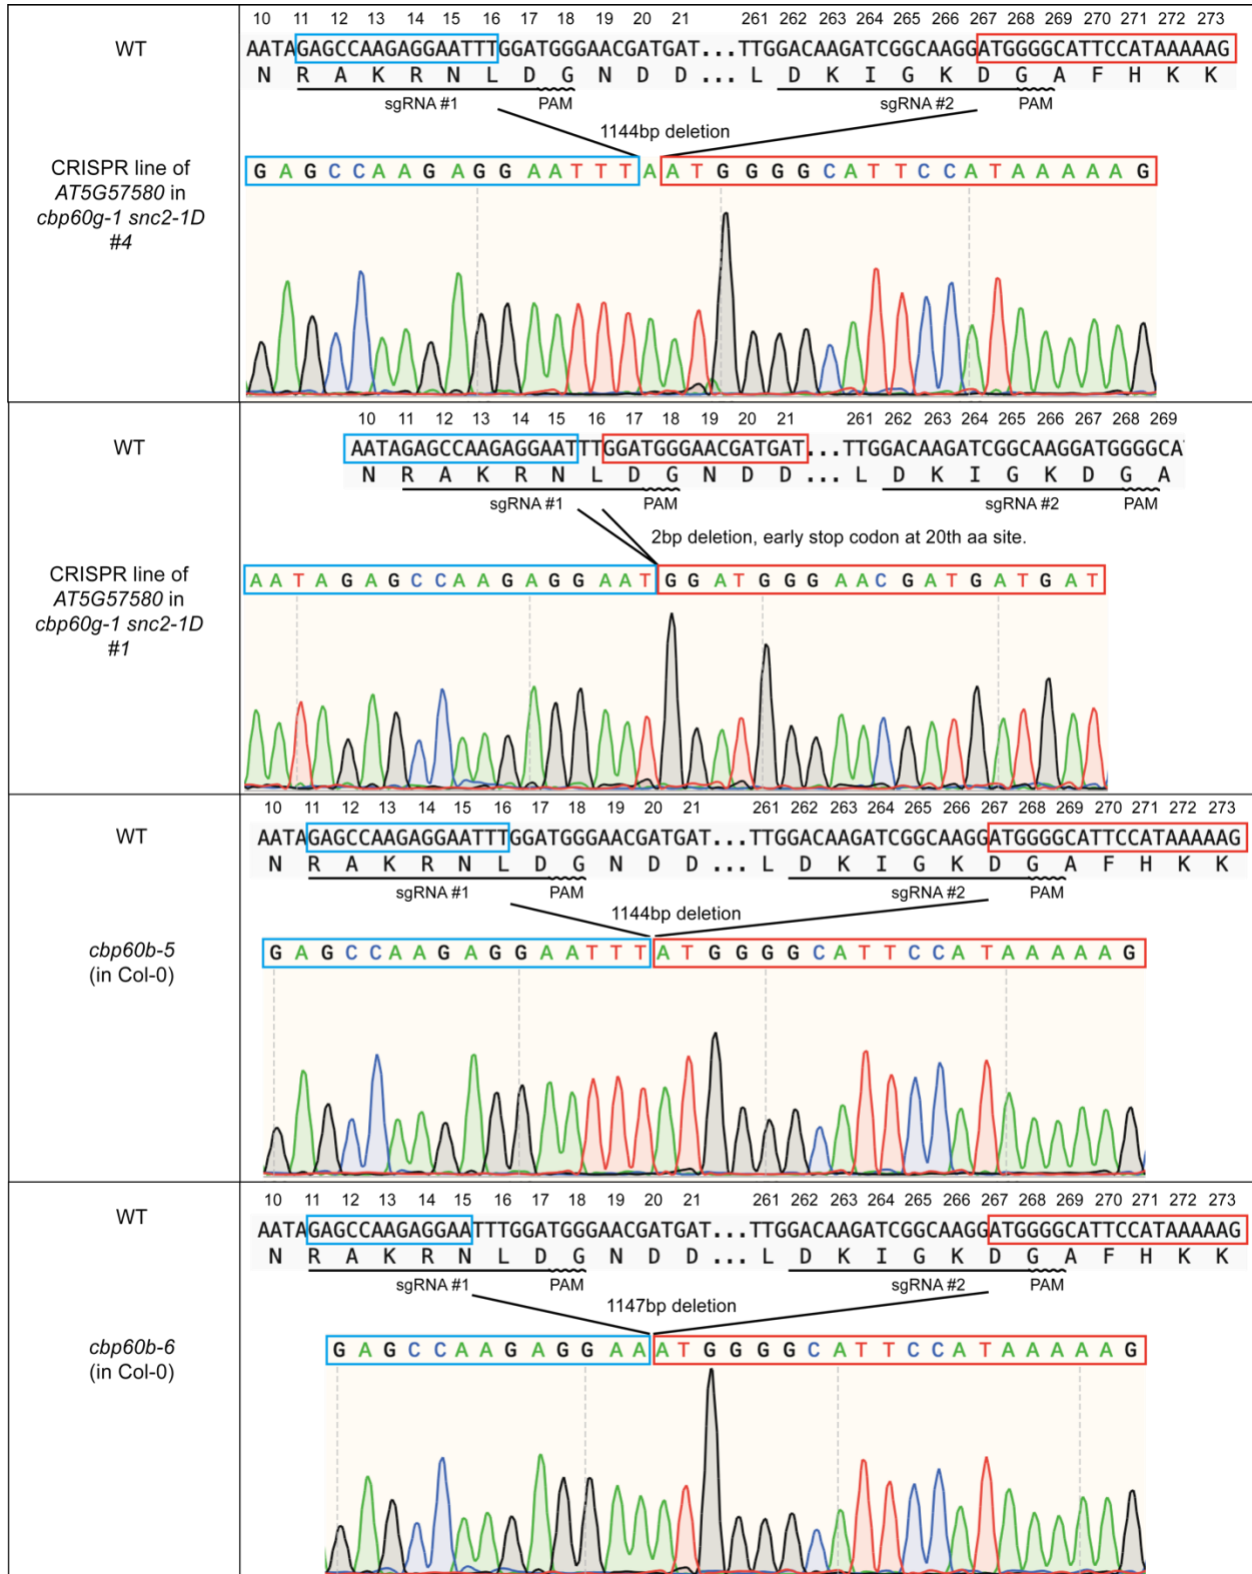 10 11 12 13 14 15 16 17 18 19 20 21 261 262 263 264 265 266 267 268 269 270 271 272 273
WT
AATAGAGCCAAGAGGAATTTGGATGGGAACGATGAT...TTGGACAAGATCGGCAAGGATGGGGCATTCCATAAAAAG
N R A K R N L D G N D D ... L D K I G K D G A F H K K
sgRNA #1 PAM sgRNA #2 PAM
1144bp deletion
CRISPR line of
AT5G57580 in
cbp60g-1 snc2-1D
#4
GAGCCAAGAGGAATTTAATGGGGCATTCCATAAAAAG
10 11 12 13 14 15 16 17 18 19 20 21 261 262 263 264 265 266 267 268 269
WT
AATAGAGCCAAGAGGAATTTGGATGGGAACGATGAT...TTGGACAAGATCGGCAAGGATGGGGCA
N R A K R N L D G N D D ... L D K I G K D G A
sgRNA #1 PAM sgRNA #2 PAM
2bp deletion, early stop codon at 20th aa site.
CRISPR line of
AT5G57580 in
cbp60g-1 snc2-1D
#1
AATAGAGCCAAGAGGAATGGATGGGAACGATGATGAT
10 11 12 13 14 15 16 17 18 19 20 21 261 262 263 264 265 266 267 268 269 270 271 272 273
WT
AATAGAGCCAAGAGGAATTTGGATGGGAACGATGAT...TTGGACAAGATCGGCAAGGATGGGGCATTCCATAAAAAG
N R A K R N L D G N D D ... L D K I G K D G A F H K K
sgRNA #1 PAM sgRNA #2 PAM
1144bp deletion
cbp60b-5
(in Col-0)
GAGCCAAGAGGAATTTATGGGGCATTCCATAAAAAG
10 11 12 13 14 15 16 17 18 19 20 21 261 262 263 264 265 266 267 268 269 270 271 272 273
WT
AATAGAGCCAAGAGGAATTTGGATGGGAACGATGAT...TTGGACAAGATCGGCAAGGATGGGGCATTCCATAAAAAG
N R A K R N L D G N D D ... L D K I G K D G A F H K K
sgRNA #1 PAM sgRNA #2 PAM
1147bp deletion
cbp60b-6
(in Col-0)
GAGCCAAGAGGAAATGGGGCATTCCATAAAAAG